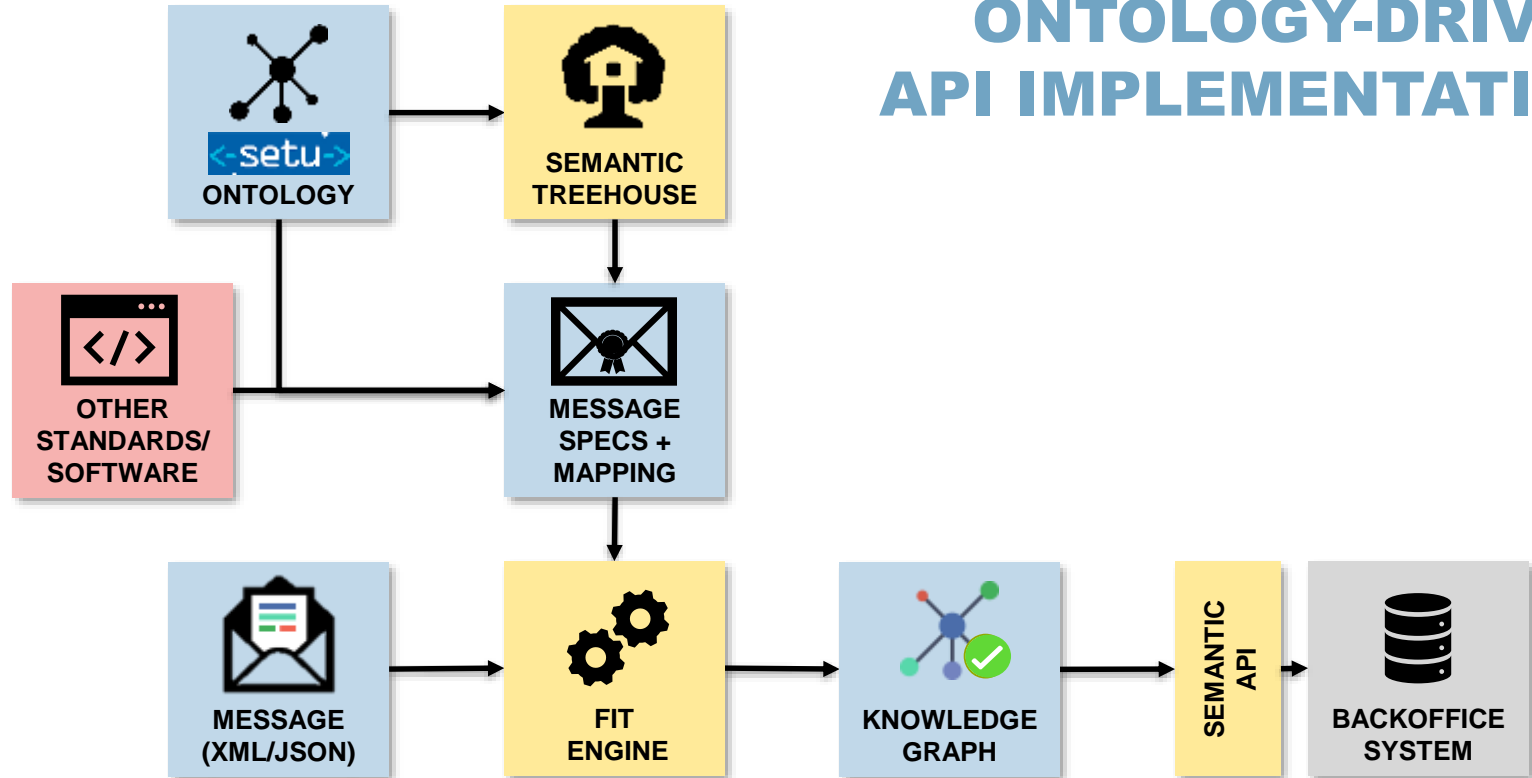 ONTOLOGY-DRIV
API IMPLEMENTATI
<-setu->
ONTOLOGY
SEMANTIC
TREEHOUSE
</>
OTHER
STANDARDS/
SOFTWARE
MESSAGE
SPECS +
MAPPING
MESSAGE
(XML/JSON)
FIT
ENGINE
KNOWLEDGE
GRAPH
SEMANTIC
API
BACKOFFICE
SYSTEM